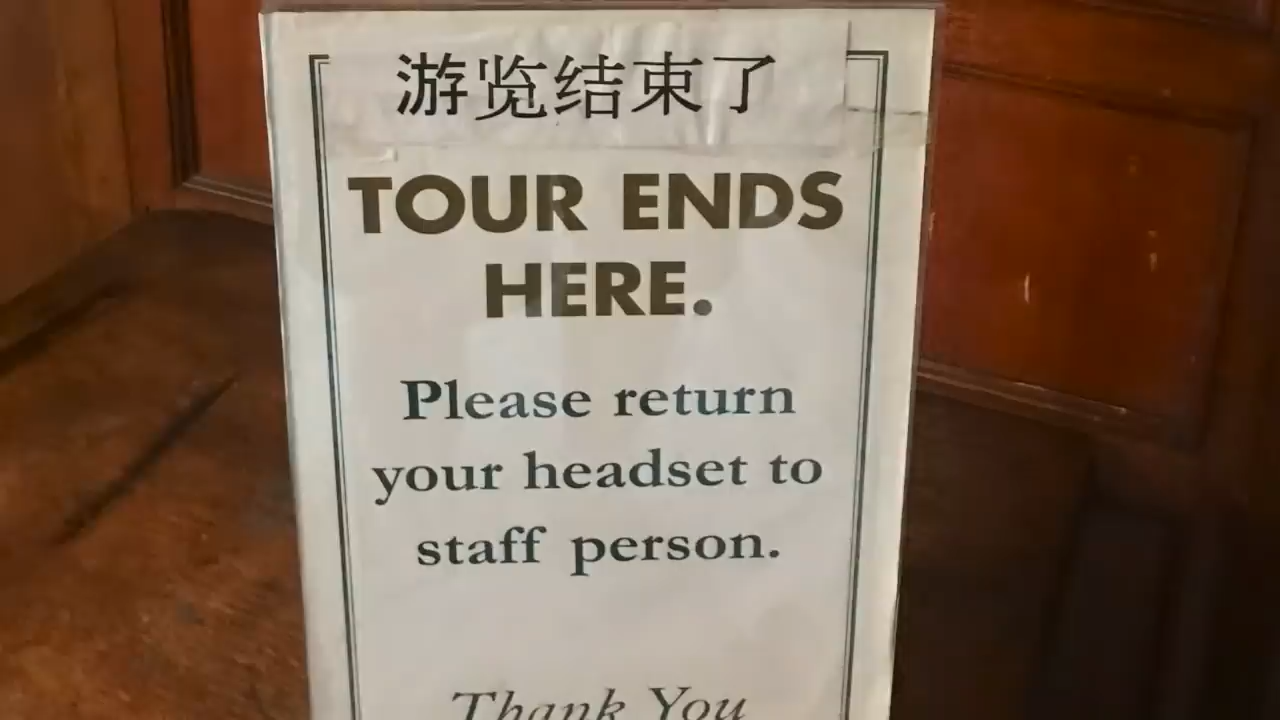 游览结束了
TOUR ENDS
HERE.
Please return
your headset to
staff person.
Thank You